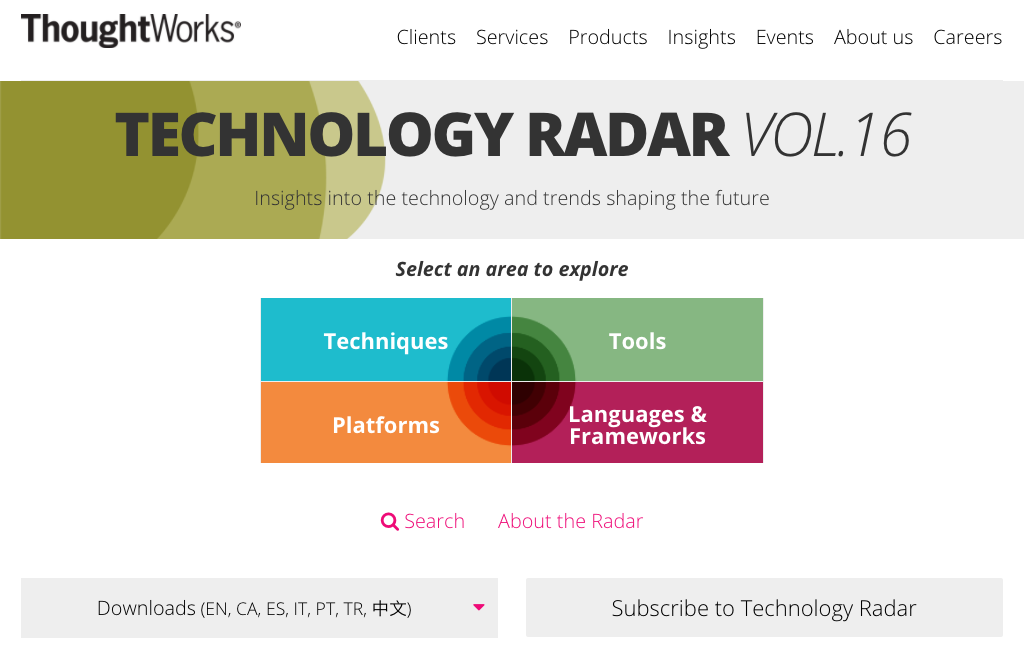 ThoughtWorks®
Clients Services Products Insights Events About us Careers
TECHNOLOGY RADAR VOL.16
Insights into the technology and trends shaping the future
Select an area to explore
Techniques
Tools
Platforms
Languages &
Frameworks
Search About the Radar
Downloads (EN, CA, ES, IT, PT, TR, 中文)
Subscribe to Technology Radar